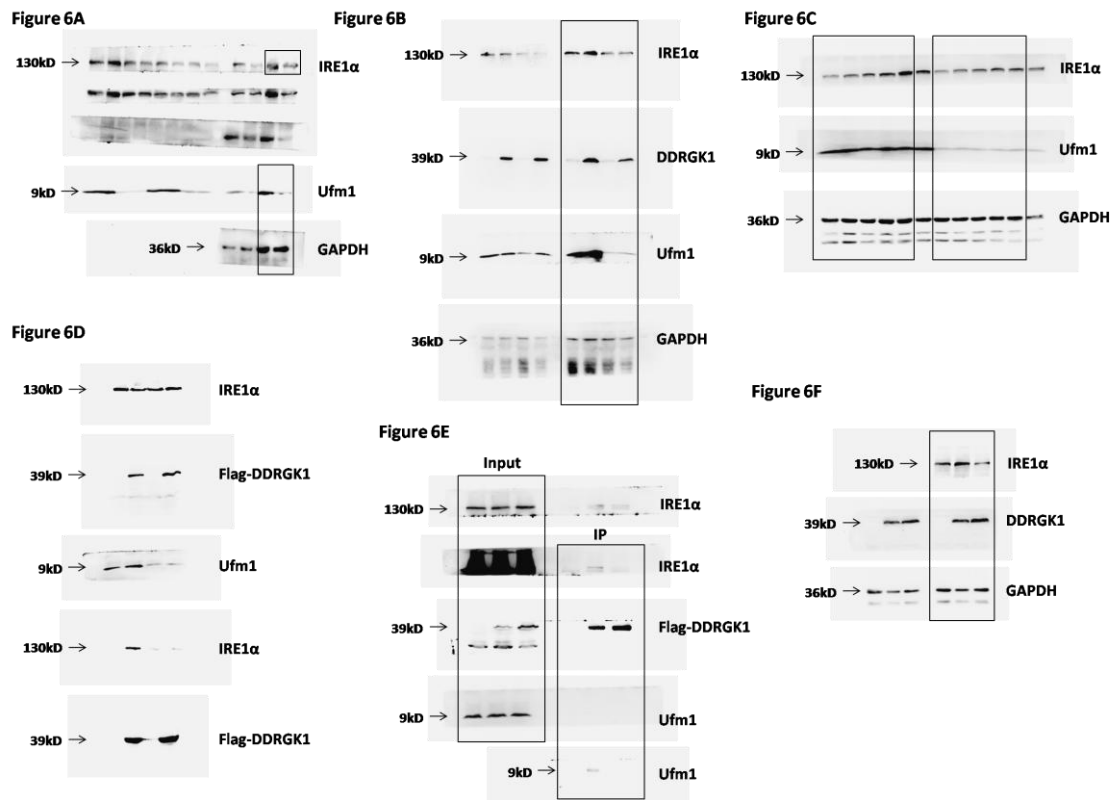 Figure 6A
130kD → IRE1α
9kD → Ufm1
36kD → GAPDH
Figure 6B
130kD → IRE1α
39kD → DDRGK1
9kD → Ufm1
36kD → GAPDH
Figure 6C
130kD → IRE1α
9kD → Ufm1
36kD → GAPDH
Figure 6D
130kD → IRE1α
39kD → Flag-DDRGK1
9kD → Ufm1
130kD → IRE1α
39kD → Flag-DDRGK1
Figure 6E
Input
130kD → IRE1α
IP
IRE1α
39kD → Flag-DDRGK1
9kD → Ufm1
9kD → Ufm1
Figure 6F
130kD → IRE1α
39kD → DDRGK1
36kD → GAPDH